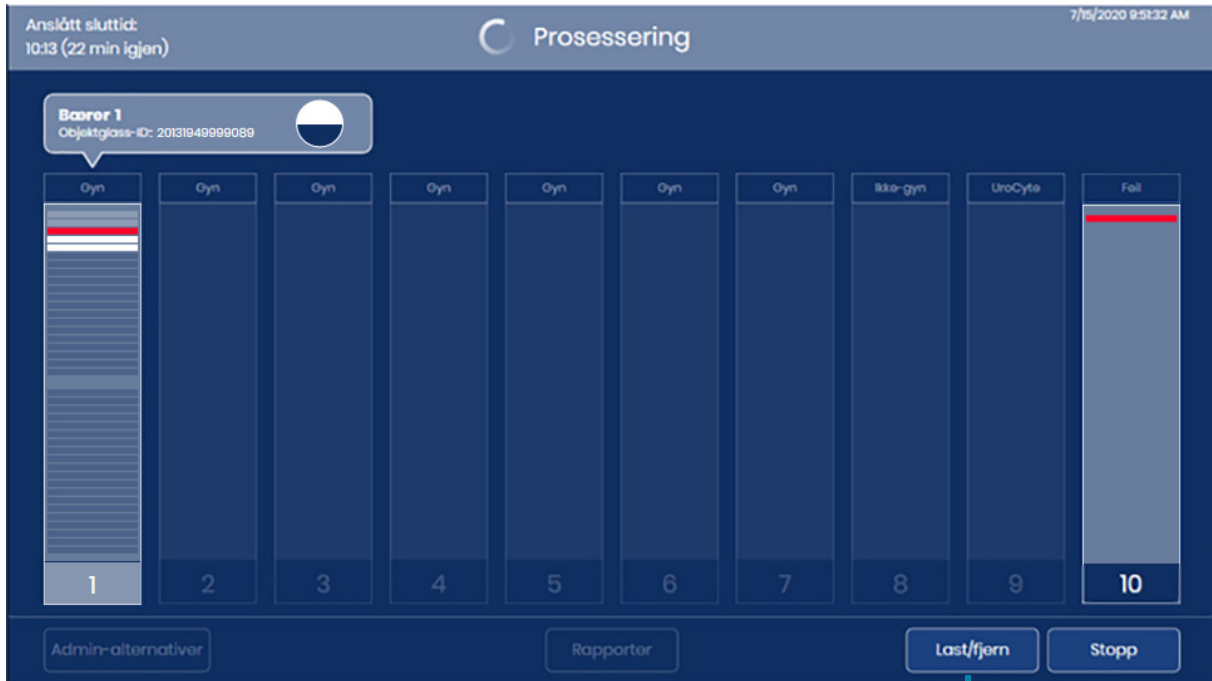 Anslått sluttid:
10:13 (22 min igjen)
Prosessering
7/15/2020 9:51:32 AM
Bærer 1
Objektglass-ID: 20131949999089
Gyn Gyn Gyn Gyn Gyn Gyn Gyn Ikke-gyn UroCyte Feil
1 2 3 4 5 6 7 8 9 10
Admin-alternativer Rapporter Last/fjern Stopp